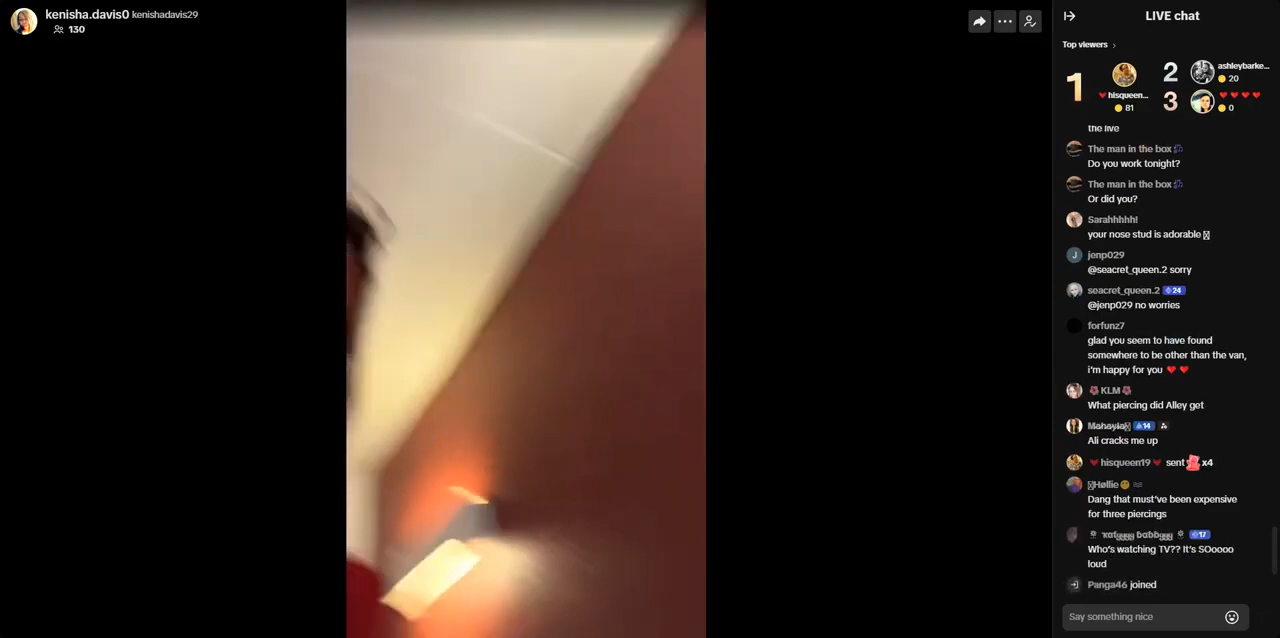 kenisha.davis0 kenishadavis29
130
LIVE chat
Top viewers
1
hisqueen...
81
2
ashleybarke...
20
3
0
the live
The man in the box
Do you work tonight?
The man in the box
Or did you?
Sarahhhhh!
your nose stud is adorable
J
jenp029
@seacret_queen.2 sorry
seacret_queen.2 24
@jenp029 no worries
forfunz7
glad you seem to have found
somewhere to be other than the van,
i'm happy for you
KLM
What piercing did Alley get
Mahayla 14
Ali cracks me up
hisqueen19 sent x4
Høllie
Dang that must've been expensive
for three piercings
17
Who's watching TV?? It's SOoooo
loud
Panga46 joined
Say something nice